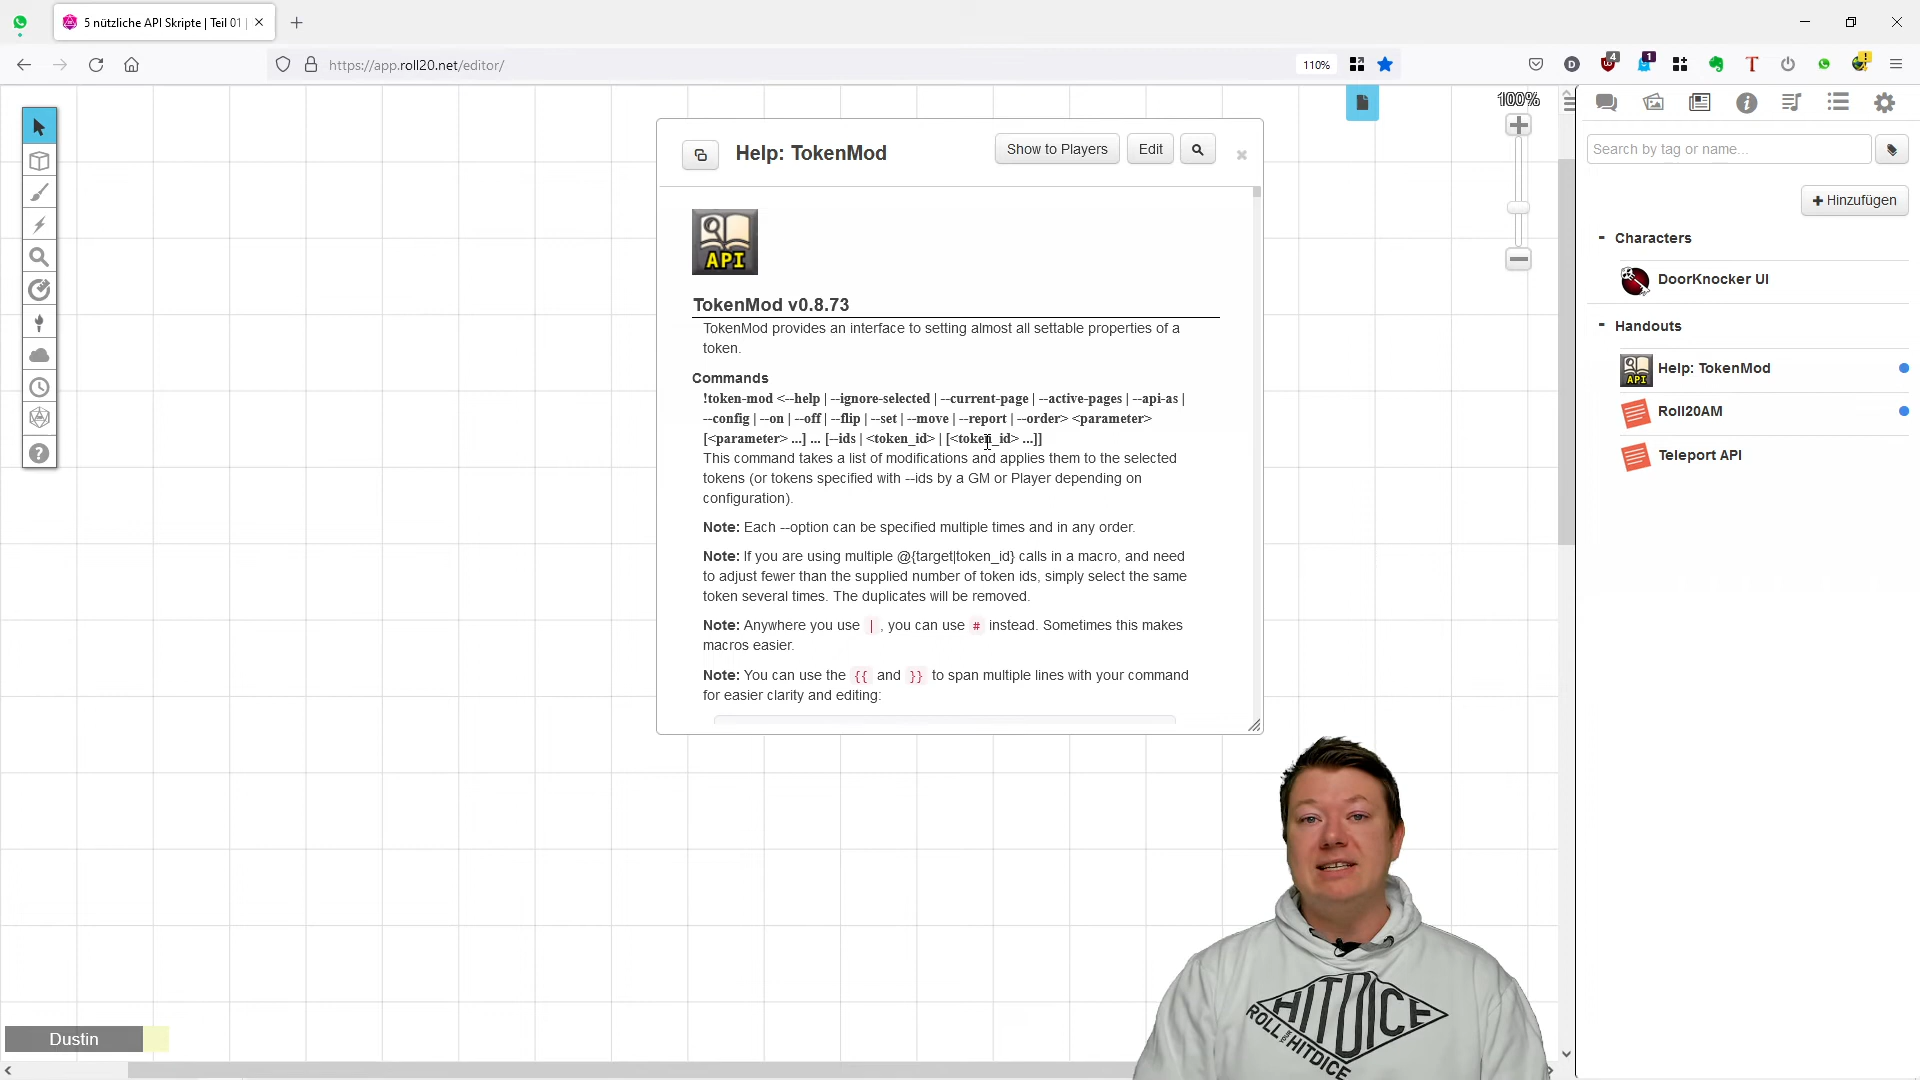 5 nützliche API Skripte | Teil 01 |
https://app.roll20.net/editor/
110%
4
1
T
100%
Help: TokenMod
Show to Players
Edit
API
TokenMod v0.8.73
TokenMod provides an interface to setting almost all settable properties of a
token.
Commands
!token-mod <--help | --ignore-selected | --current-page | --active-pages | --api-as |
--config | --on | --off | --flip | --set | --move | --report | --order> <parameter>
[<parameter> ...] ... [--ids | <token_id> | [<token_id> ...]]
This command takes a list of modifications and applies them to the selected
tokens (or tokens specified with --ids by a GM or Player depending on
configuration).
Note: Each --option can be specified multiple times and in any order.
Note: If you are using multiple @{target|token_id} calls in a macro, and need
to adjust fewer than the supplied number of token ids, simply select the same
token several times. The duplicates will be removed.
Note: Anywhere you use | , you can use # instead. Sometimes this makes
macros easier.
Note: You can use the {{ and }} to span multiple lines with your command
for easier clarity and editing:
Search by tag or name...
+ Hinzufügen
- Characters
DoorKnocker UI
- Handouts
API
Help: TokenMod
Roll20AM
Teleport API
Dustin
HITDICE
ROLL YOUR HITDICE